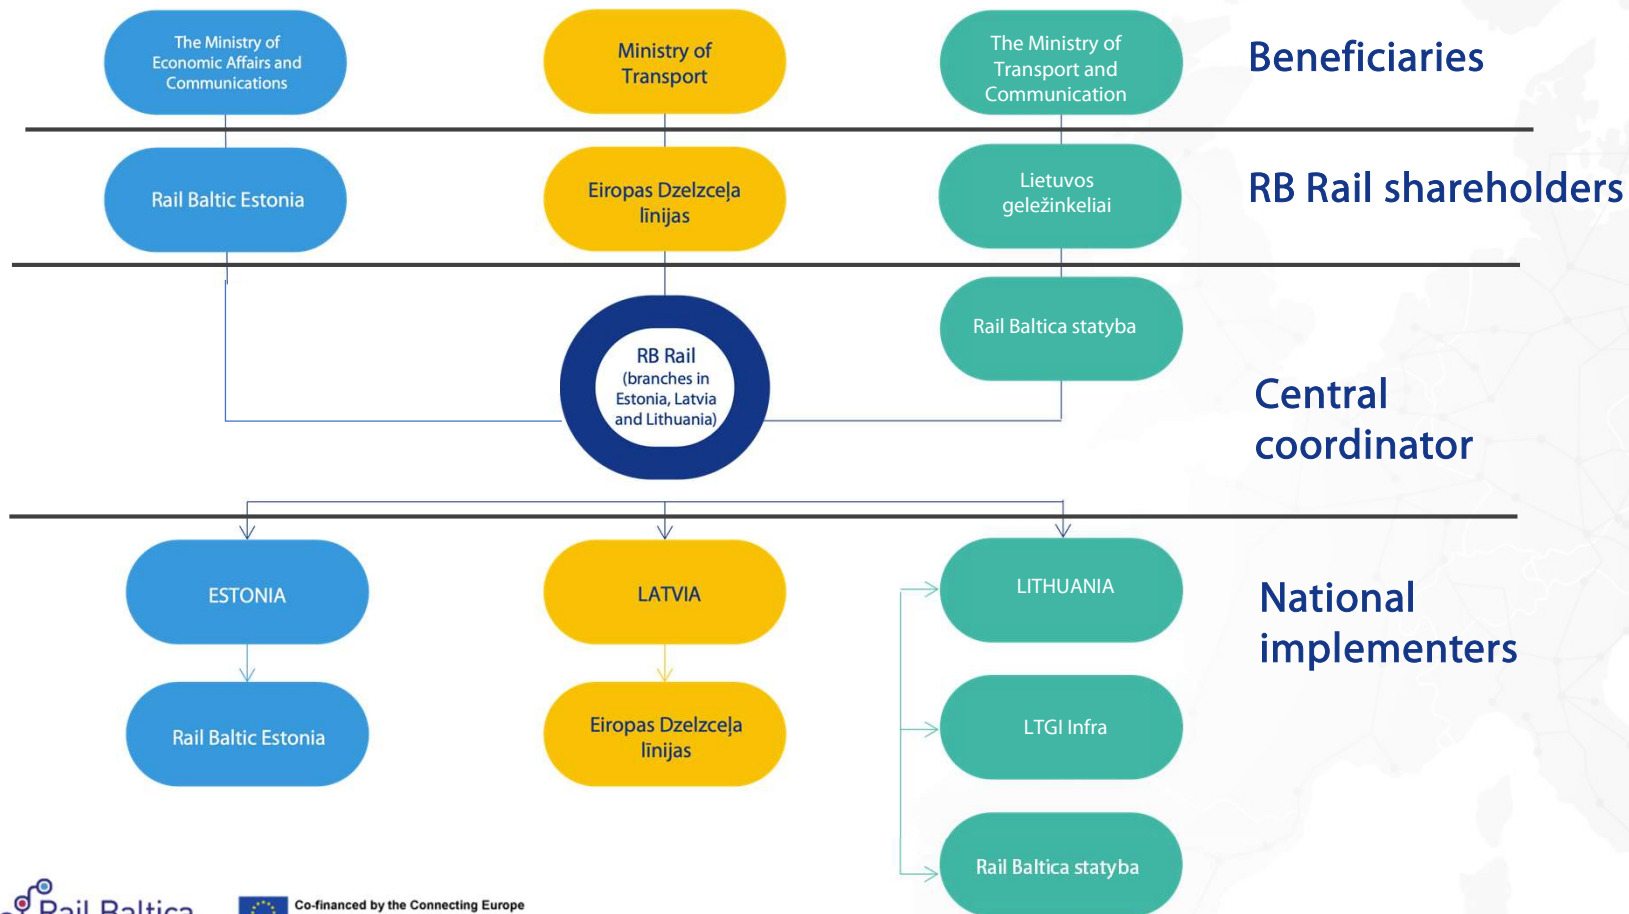 The Ministry of
Economic Affairs and
Communications
Ministry of
Transport
The Ministry of
Transport and
Communication
Beneficiaries
Rail Baltic Estonia
Eiropas Dzelzceļa
līnijas
Lietuvos
geležinkeliai
RB Rail shareholders
RB Rail
(branches in
Estonia, Latvia
and Lithuania)
Rail Baltica statyba
Central
coordinator
ESTONIA
LATVIA
LITHUANIA
National
implementers
Rail Baltic Estonia
Eiropas Dzelzceļa
līnijas
LTGI Infra
Rail Baltica statyba
Rail Baltica
Co-financed by the Connecting Europe